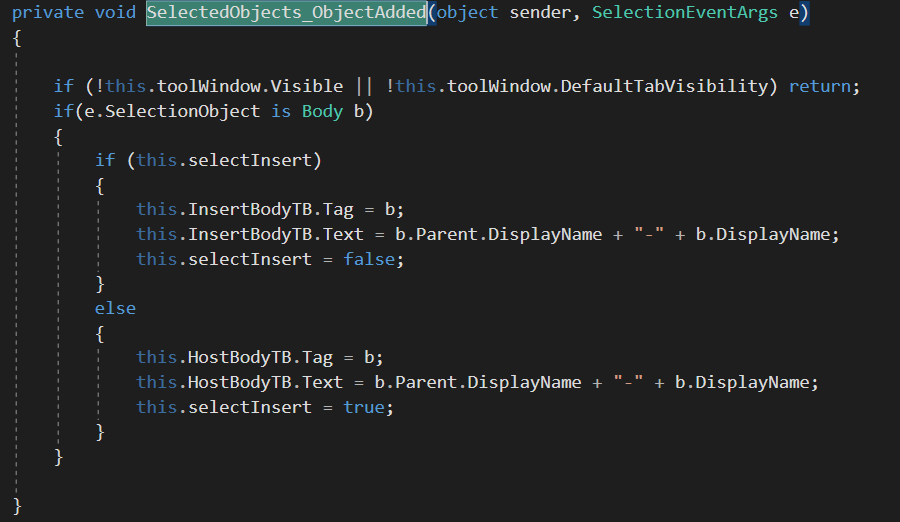 private void SelectedObjects_ObjectAdded(object sender, SelectionEventArgs e)
{
if (!this.toolWindow.Visible || !this.toolWindow.DefaultTabVisibility) return;
if(e.SelectionObject is Body b)
{
if (this.selectInsert)
{
this.InsertBodyTB.Tag = b;
this.InsertBodyTB.Text = b.Parent.DisplayName + "-" + b.DisplayName;
this.selectInsert = false;
}
else
{
this.HostBodyTB.Tag = b;
this.HostBodyTB.Text = b.Parent.DisplayName + "-" + b.DisplayName;
this.selectInsert = true;
}
}
}